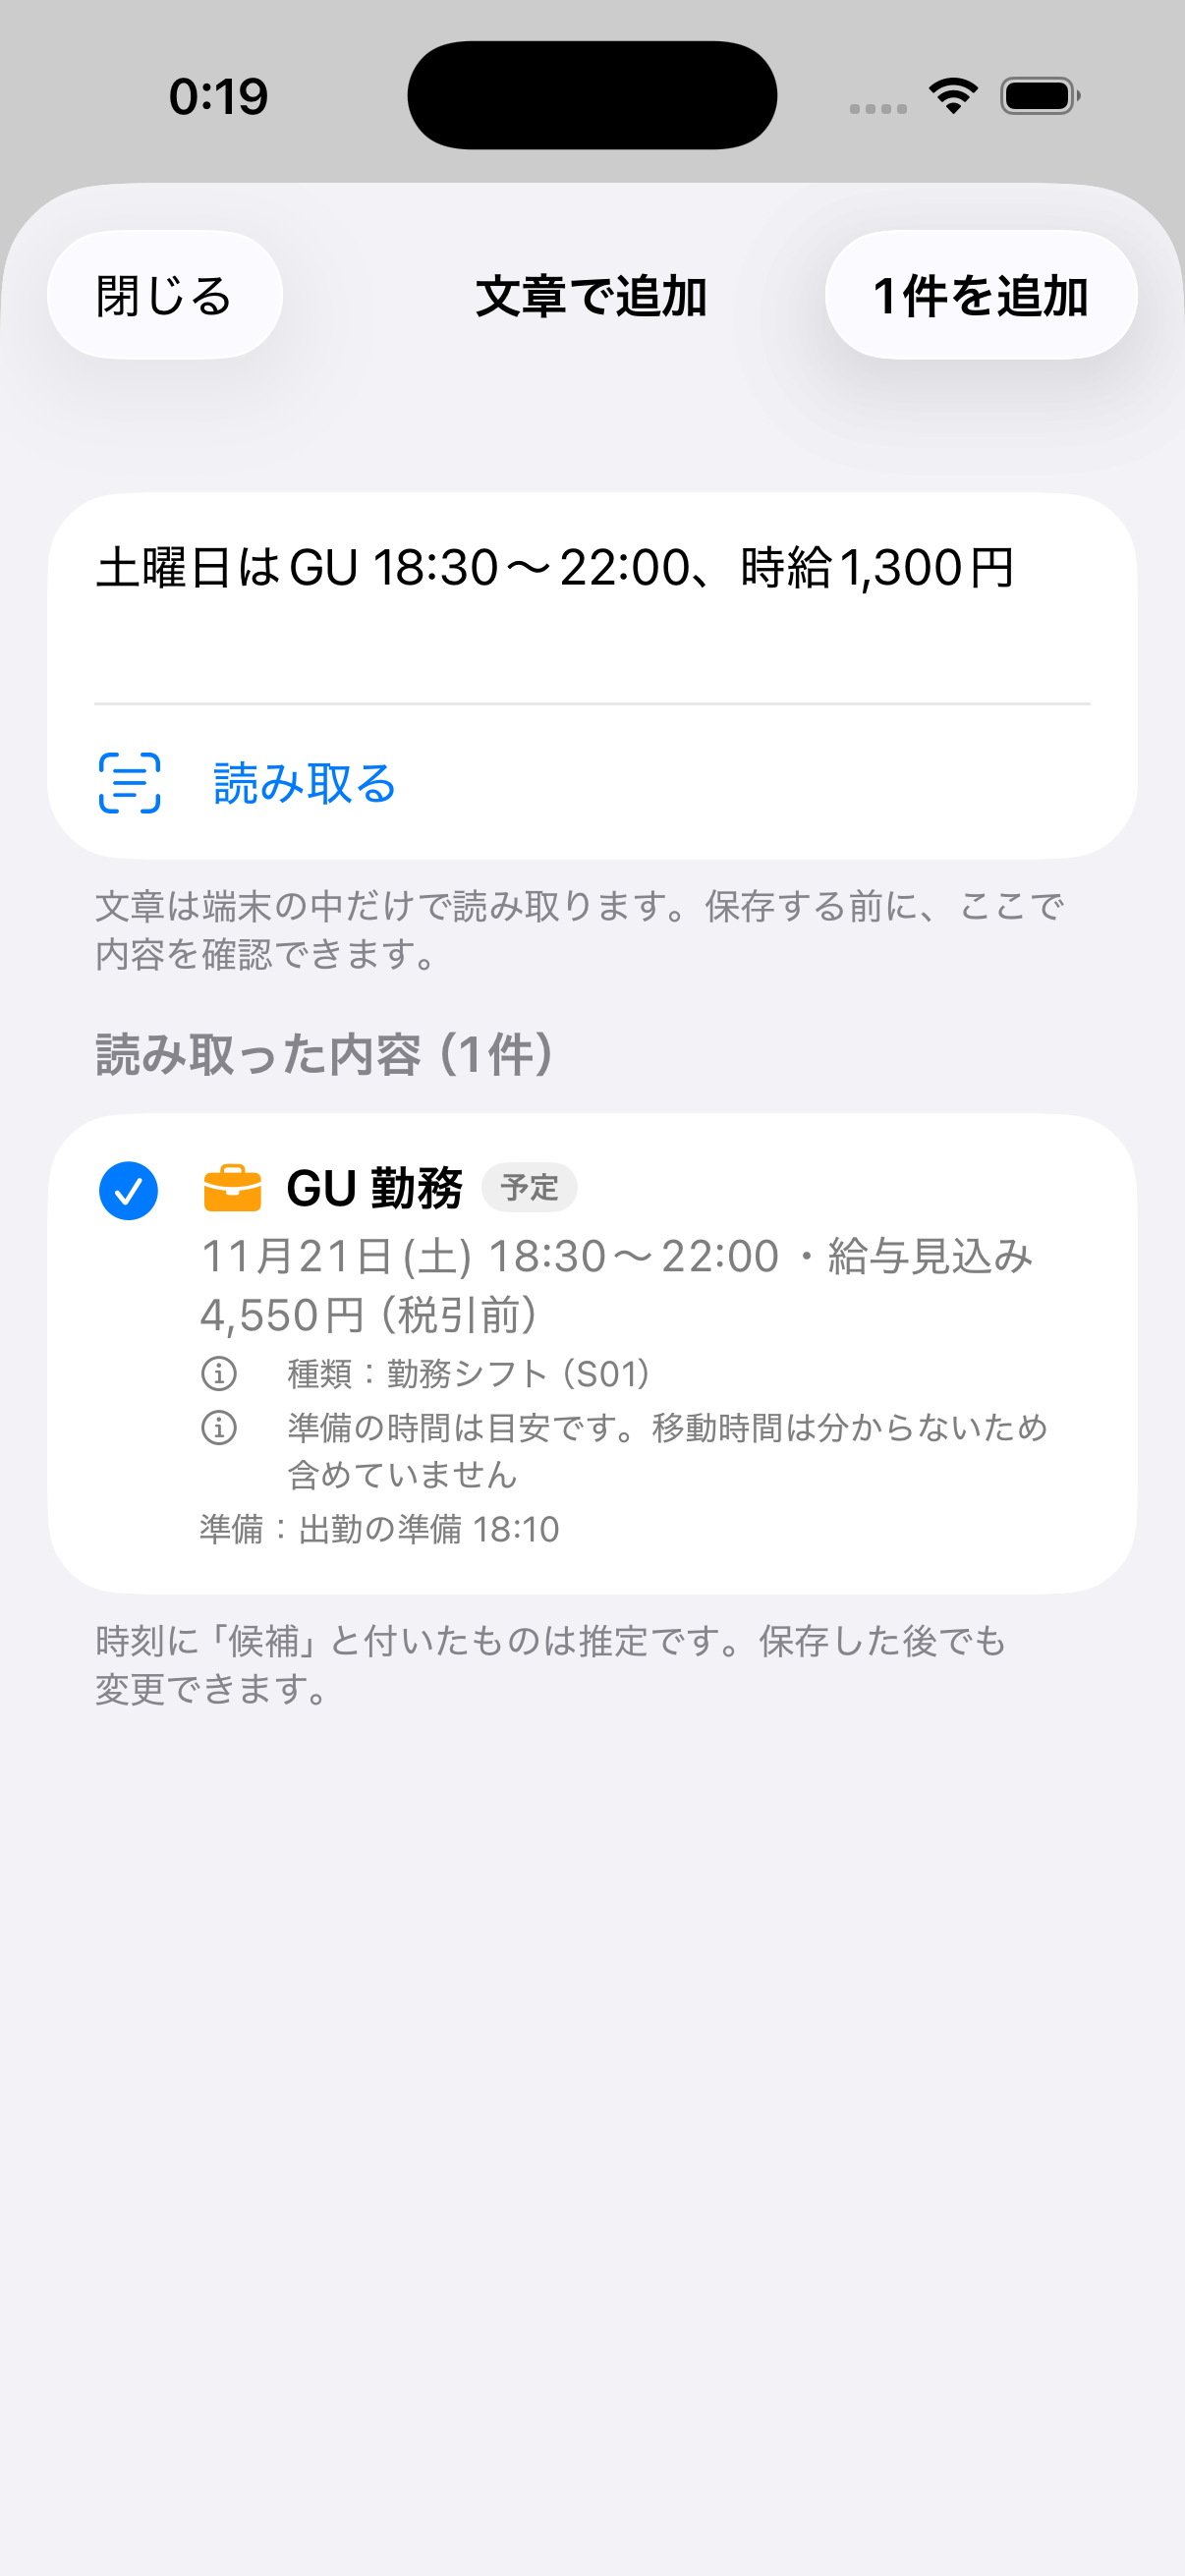 0:19
閉じる
文章で追加
1件を追加
土曜日はGU 18:30〜22:00、時給1,300円
読み取る
文章は端末の中だけで読み取ります。保存する前に、ここで
内容を確認できます。
読み取った内容（1件）
GU 勤務
予定
11月21日(土) 18:30〜22:00・給与見込み
4,550円（税引前）
種類：勤務シフト（S01）
準備の時間は目安です。移動時間は分からないため
含めていません
準備：出勤の準備 18:10
時刻に「候補」と付いたものは推定です。保存した後でも
変更できます。